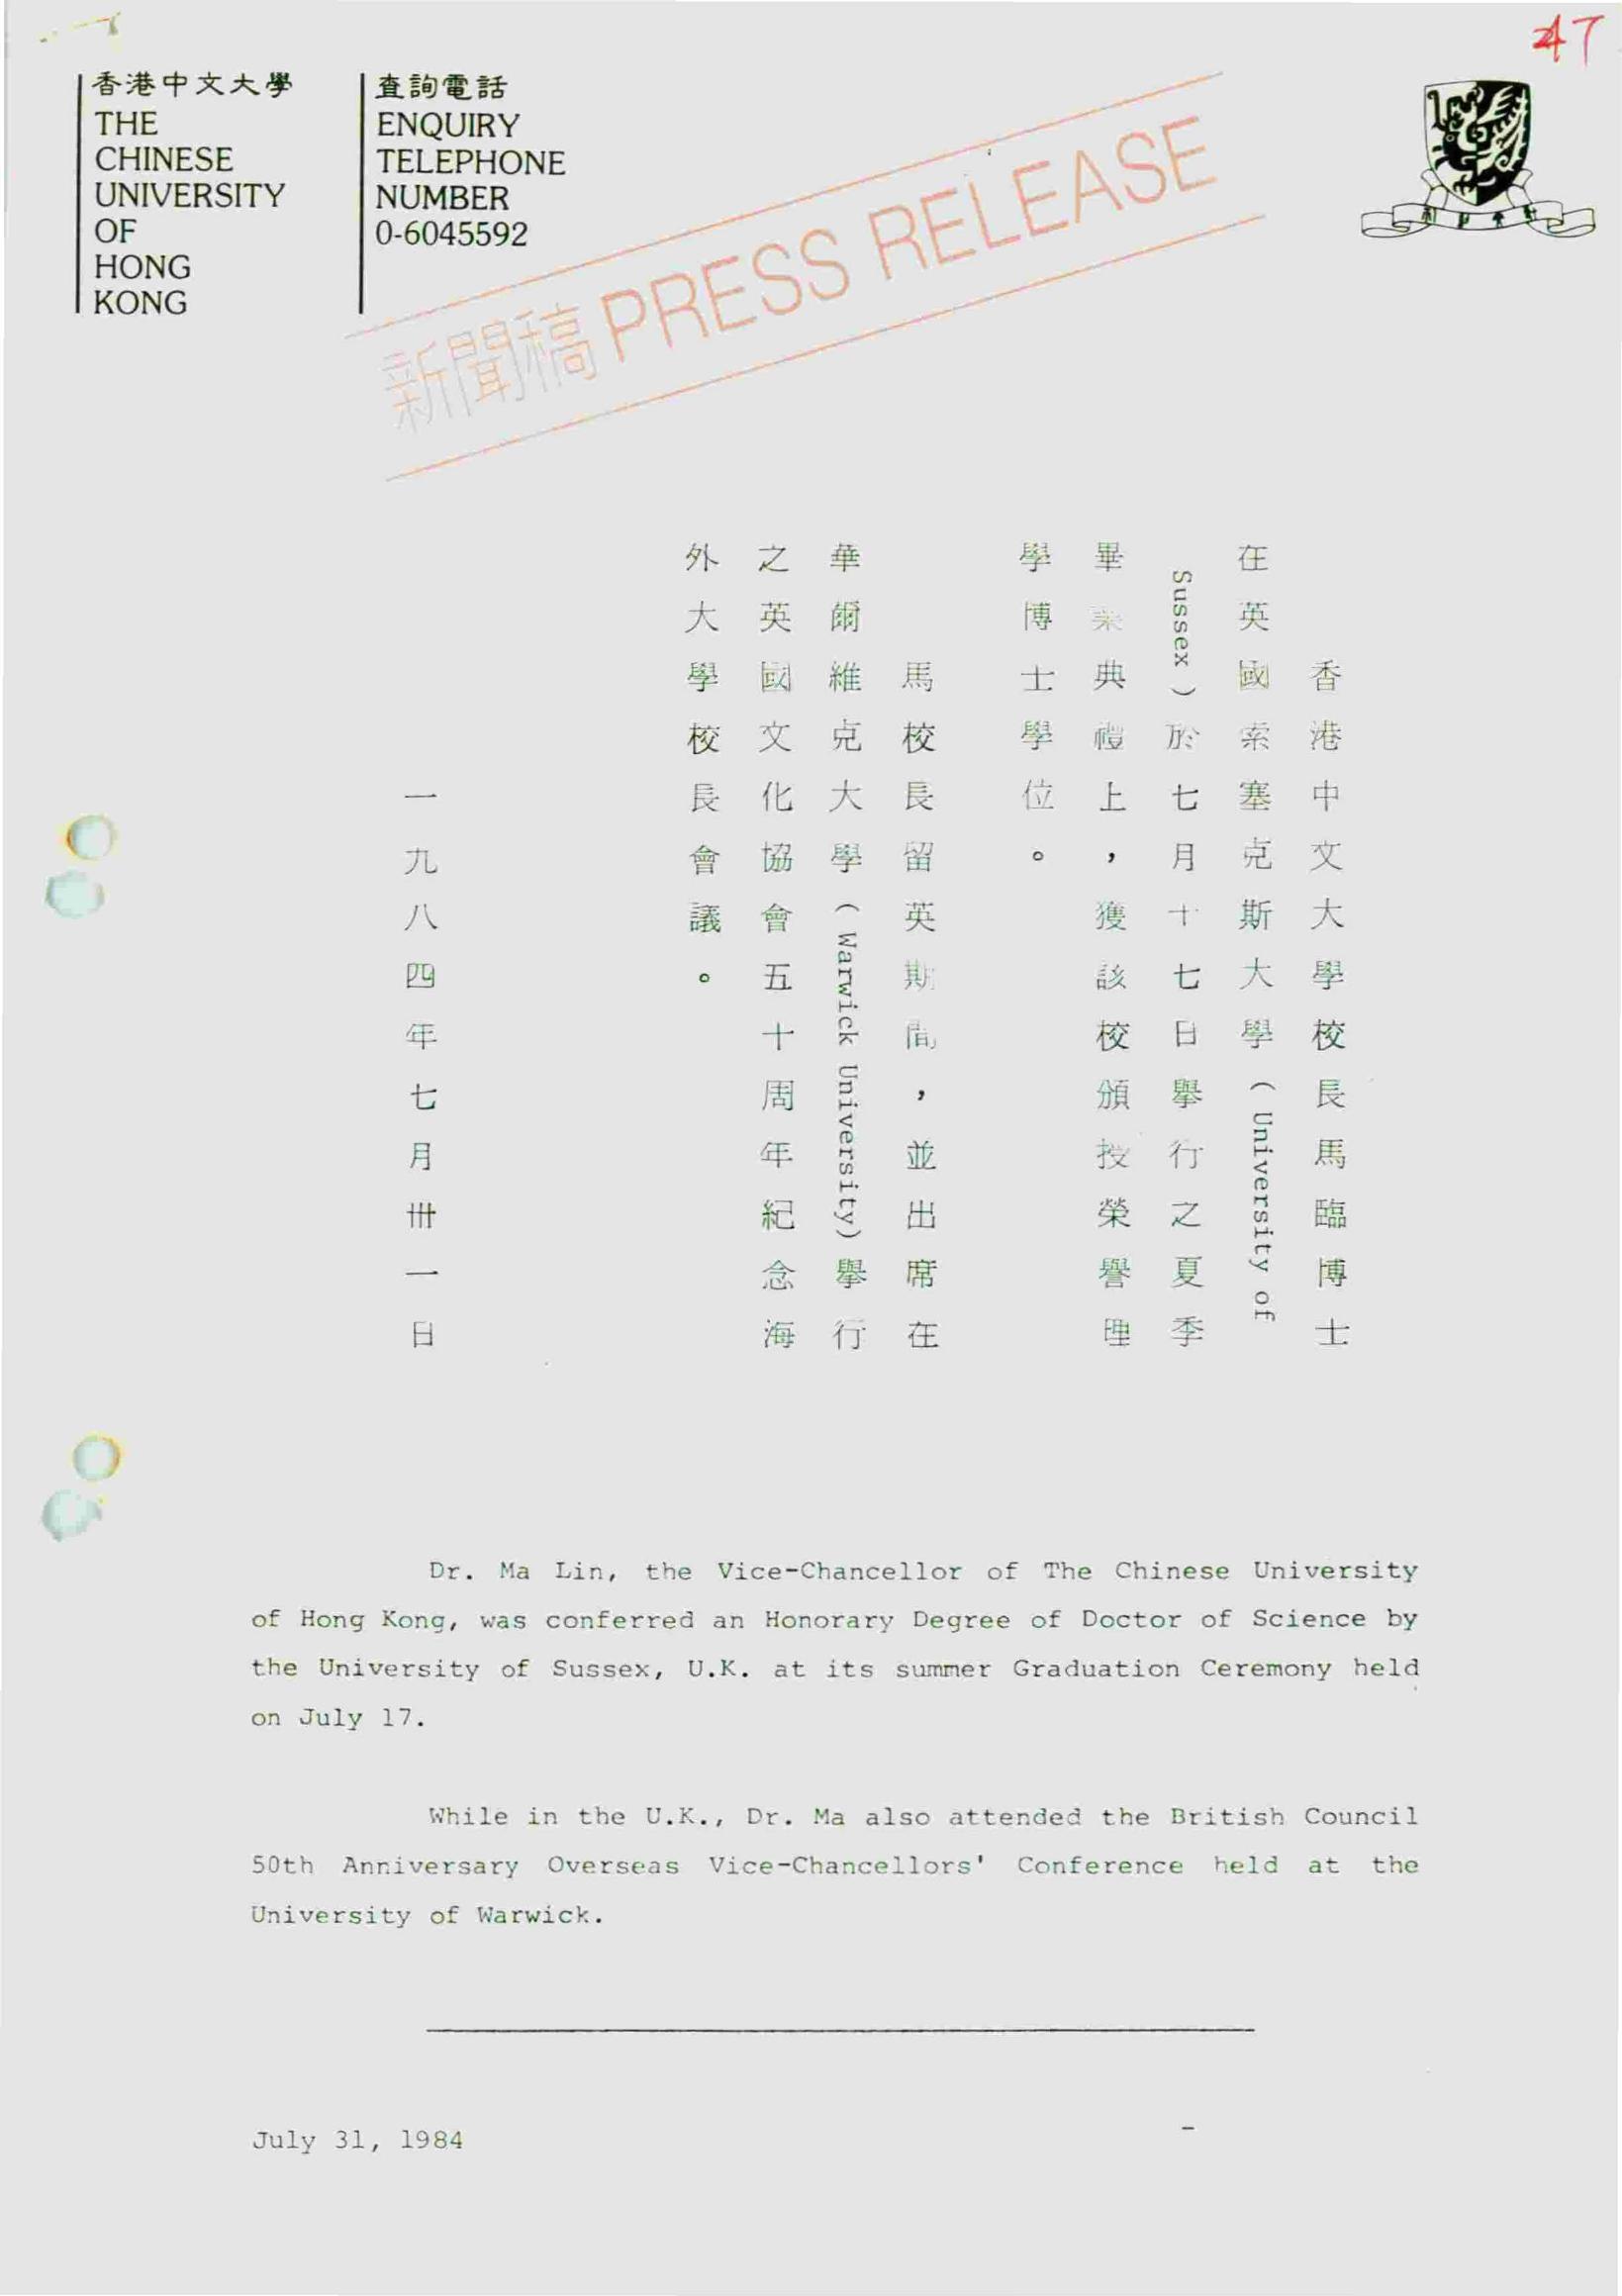 47
香港中文大學
THE
CHINESE
UNIVERSITY
OF
HONG
KONG
查詢電話
ENQUIRY
TELEPHONE
NUMBER
0-6045592
新聞稿 PRESS RELEASE
香港中文大學校長馬臨博士
在英國索塞克斯大學(University of
Sussex)於七月十七日舉行之夏季
畢業典禮上,獲該校頒授榮譽理
學博士學位。
馬校長留英期間,並出席在
華爾維克大學(Warwick University)舉行
之英國文化協會五十周年紀念海
外大學校長會議。
一九八四年七月卅一日
Dr. Ma Lin, the Vice-Chancellor of The Chinese University
of Hong Kong, was conferred an Honorary Degree of Doctor of Science by
the University of Sussex, U.K. at its summer Graduation Ceremony held
on July 17.
While in the U.K., Dr. Ma also attended the British Council
50th Anniversary Overseas Vice-Chancellors' Conference held at the
University of Warwick.
July 31, 1984